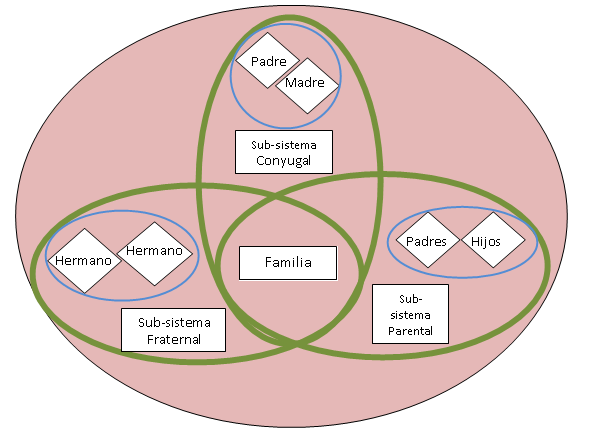 Padre
Madre
Sub-sistema
Conyugal
Hermano
Hermano
Padres
Hijos
Familia
Sub-
sistema
Parental
Sub-sistema
Fraternal